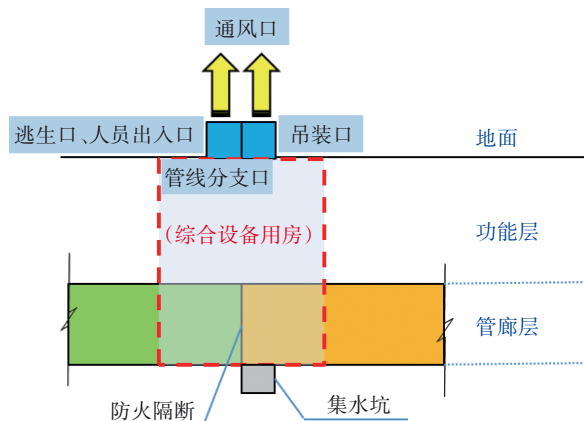 通风口
逃生口、人员出入口
吊装口
地面
管线分支口
(综合设备用房)
功能层
管廊层
防火隔断
集水坑